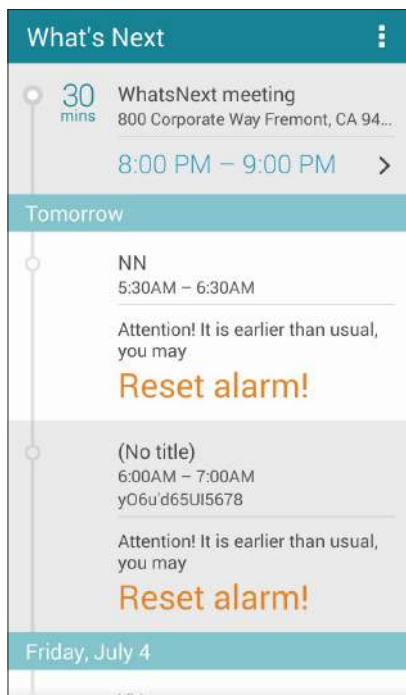 What's Next
30
mins
WhatsNext meeting
800 Corporate Way Fremont, CA 94...
8:00 PM – 9:00 PM
Tomorrow
NN
5:30AM – 6:30AM
Attention! It is earlier than usual,
you may
Reset alarm!
(No title)
6:00AM – 7:00AM
yO6u'd65UI5678
Attention! It is earlier than usual,
you may
Reset alarm!
Friday, July 4